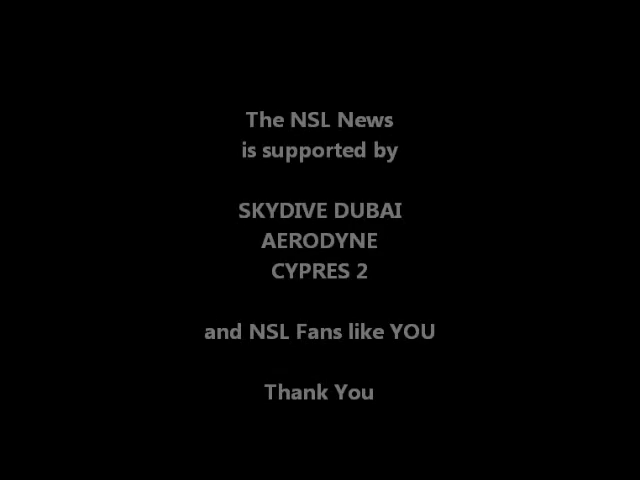 The NSL News
is supported by
SKYDIVE DUBAI
AERODYNE
CYPRES 2
and NSL Fans like YOU
Thank You